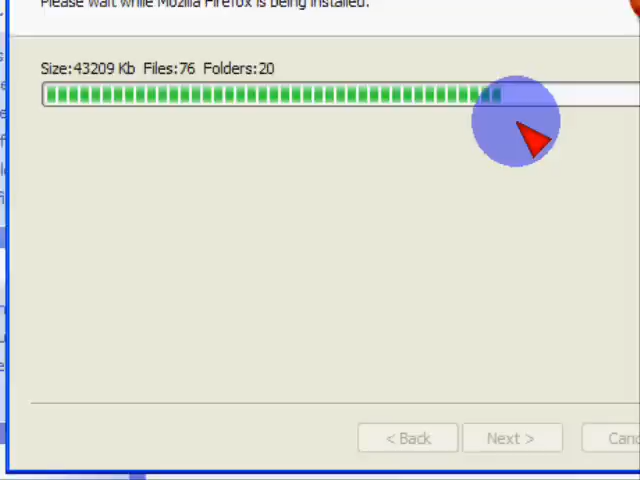 Please wait while Mozilla Firefox is being installed.
Size:43209 Kb Files:76 Folders:20
< Back Next >